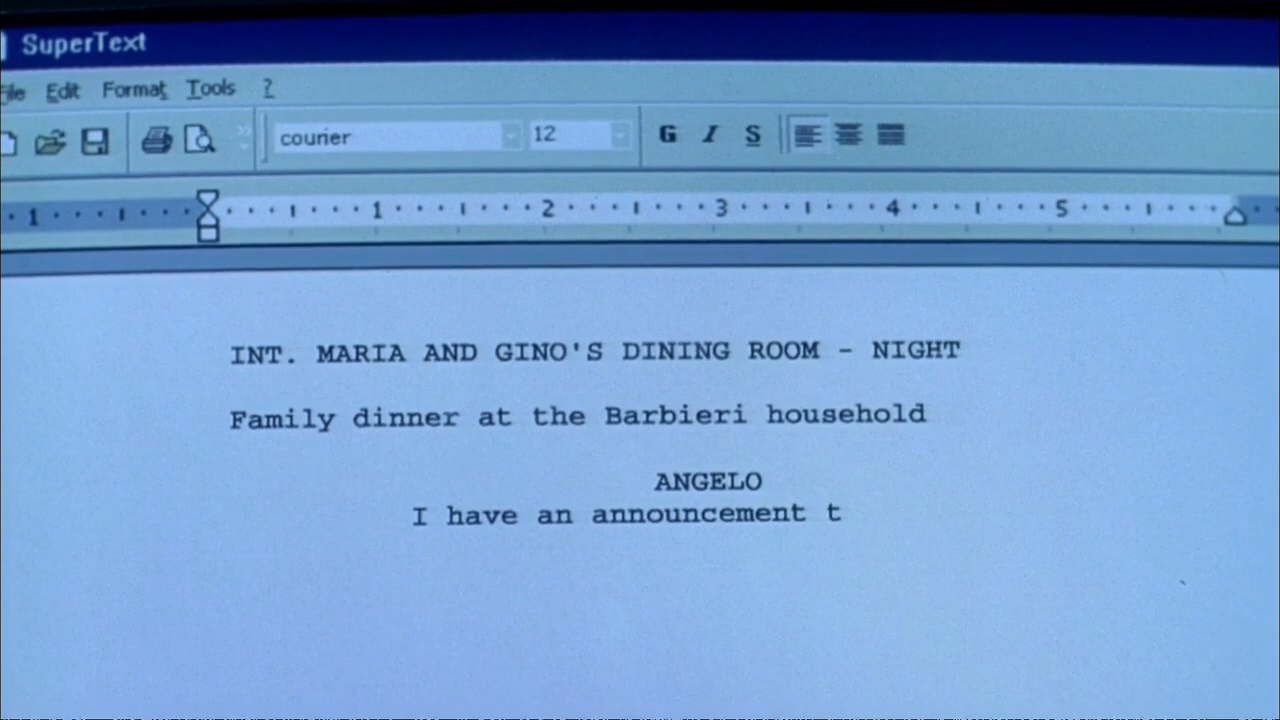 SuperText
File Edit Format Tools ?
courier 12 G I S
1 1 2 3 4 5
INT. MARIA AND GINO'S DINING ROOM - NIGHT
Family dinner at the Barbieri household
ANGELO
I have an announcement t